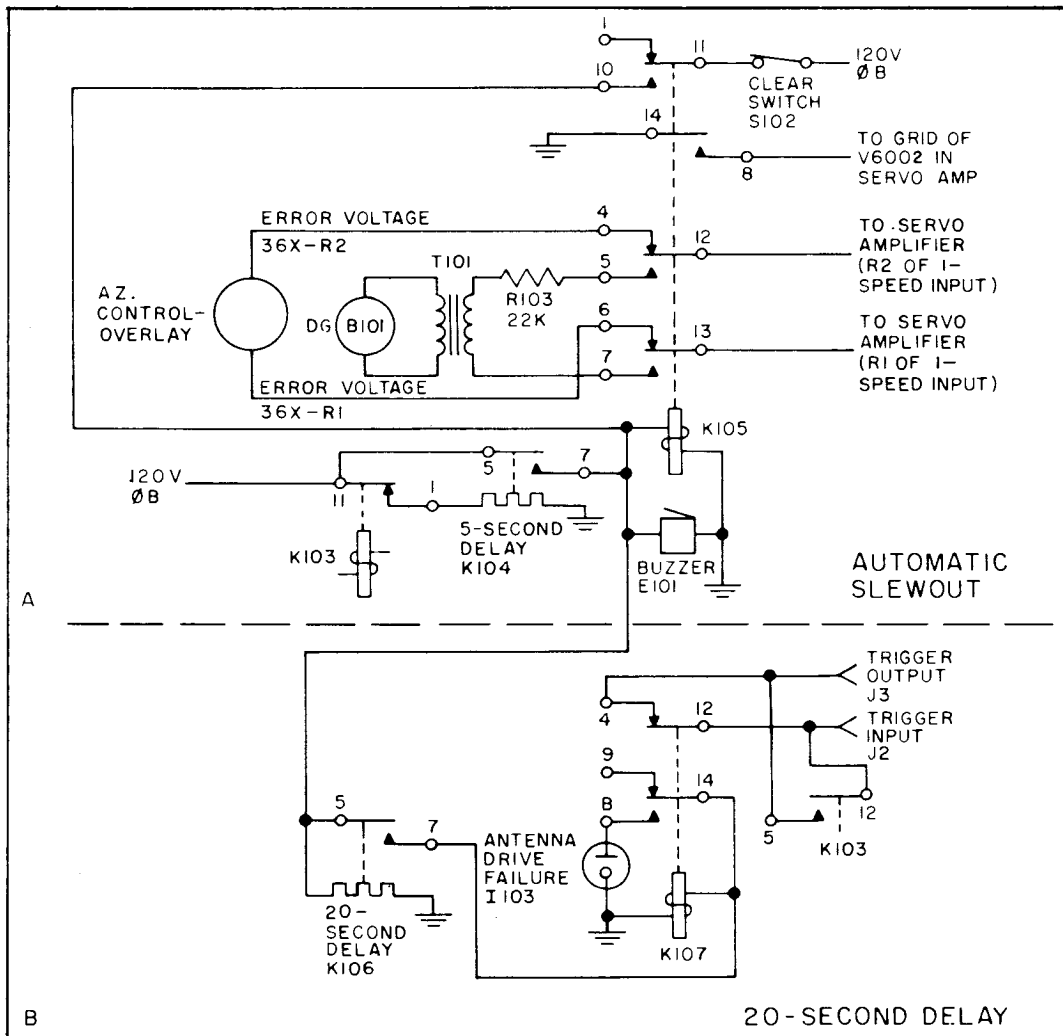 1
11
120V
ØB
10
CLEAR
SWITCH
S102
14
8
TO GRID OF
V6002 IN
SERVO AMP
ERROR VOLTAGE
36X-R2
4
12
TO SERVO
AMPLIFIER
(R2 OF 1-
SPEED INPUT)
T101
5
R103
22K
AZ.
CONTROL-
OVERLAY
DG
B101
6
13
TO SERVO
AMPLIFIER
(R1 OF 1-
SPEED INPUT)
7
ERROR VOLTAGE
36X-R1
K105
120V
ØB
11
5
7
1
5-SECOND
DELAY
K104
K103
BUZZER
E101
AUTOMATIC
SLEWOUT
A
TRIGGER
OUTPUT
J3
4
12
TRIGGER
INPUT
J2
9
14
8
5
12
K103
5
7
ANTENNA
DRIVE
FAILURE
I103
20-
SECOND
DELAY
K106
K107
B
20-SECOND DELAY